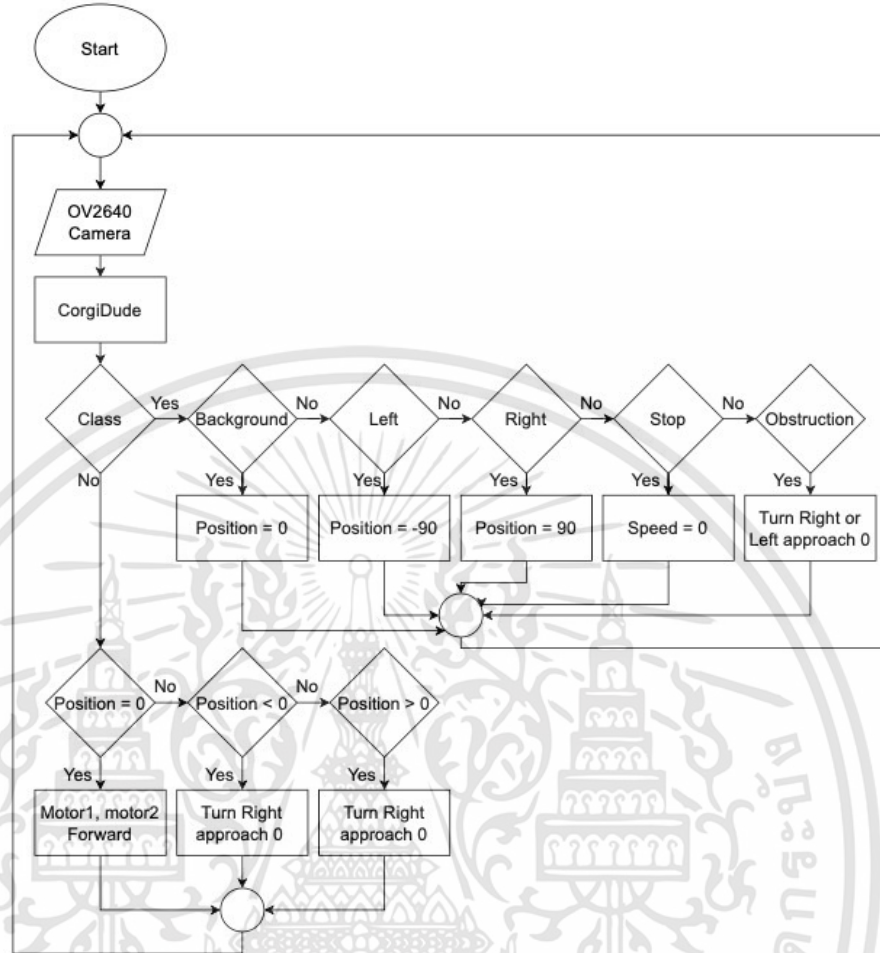 Start
OV2640
Camera
CorgiDude
Class
Yes
No
Background
No
Yes
Left
No
Yes
Right
No
Yes
Stop
No
Yes
Obstruction
Yes
Position = 0
Position = -90
Position = 90
Speed = 0
Turn Right or
Left approach 0
Position = 0
No
Yes
Position < 0
No
Yes
Position > 0
Yes
Motor1, motor2
Forward
Turn Right
approach 0
Turn Right
approach 0